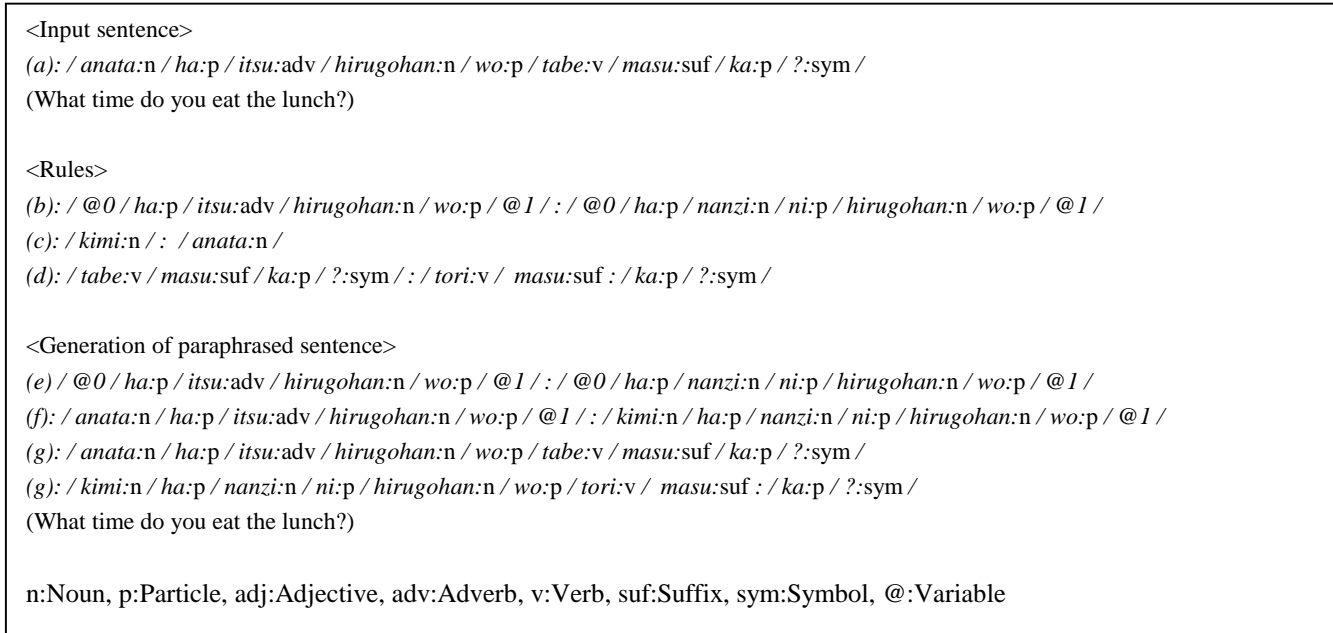 <Input sentence>
(a): / anata:n / ha:p / itsu:adv / hirugohan:n / wo:p / tabe:v / masu:suf / ka:p / ?:sym /
(What time do you eat the lunch?)
<Rules>
(b): / @0 / ha:p / itsu:adv / hirugohan:n / wo:p / @1 / : / @0 / ha:p / nanzi:n / ni:p / hirugohan:n / wo:p / @1 /
(c): / kimi:n / : / anata:n /
(d): / tabe:v / masu:suf / ka:p / ?:sym / : / tori:v / masu:suf : / ka:p / ?:sym /
<Generation of paraphrased sentence>
(e) / @0 / ha:p / itsu:adv / hirugohan:n / wo:p / @1 / : / @0 / ha:p / nanzi:n / ni:p / hirugohan:n / wo:p / @1 /
(f): / anata:n / ha:p / itsu:adv / hirugohan:n / wo:p / @1 / : / kimi:n / ha:p / nanzi:n / ni:p / hirugohan:n / wo:p / @1 /
(g): / anata:n / ha:p / itsu:adv / hirugohan:n / wo:p / tabe:v / masu:suf / ka:p / ?:sym /
(g): / kimi:n / ha:p / nanzi:n / ni:p / hirugohan:n / wo:p / tori:v / masu:suf : / ka:p / ?:sym /
(What time do you eat the lunch?)
n:Noun, p:Particle, adj:Adjective, adv:Adverb, v:Verb, suf:Suffix, sym:Symbol, @:Variable